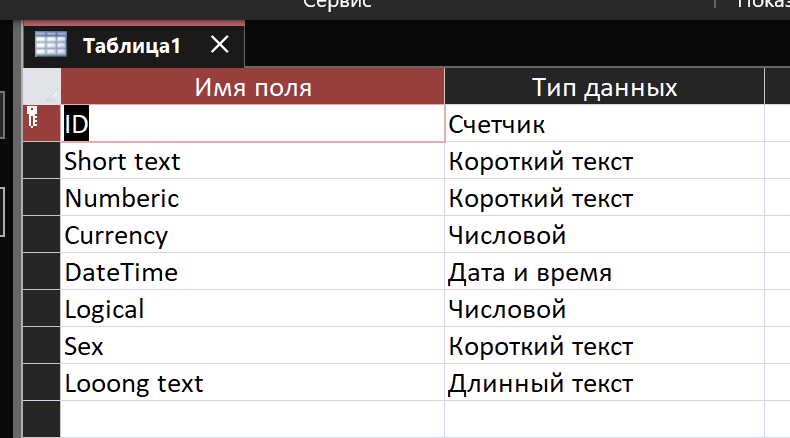 Сервис
Таблица1
Имя поля Тип данных
ID Счетчик
Short text Короткий текст
Numberic Короткий текст
Currency Числовой
DateTime Дата и время
Logical Числовой
Sex Короткий текст
Looong text Длинный текст